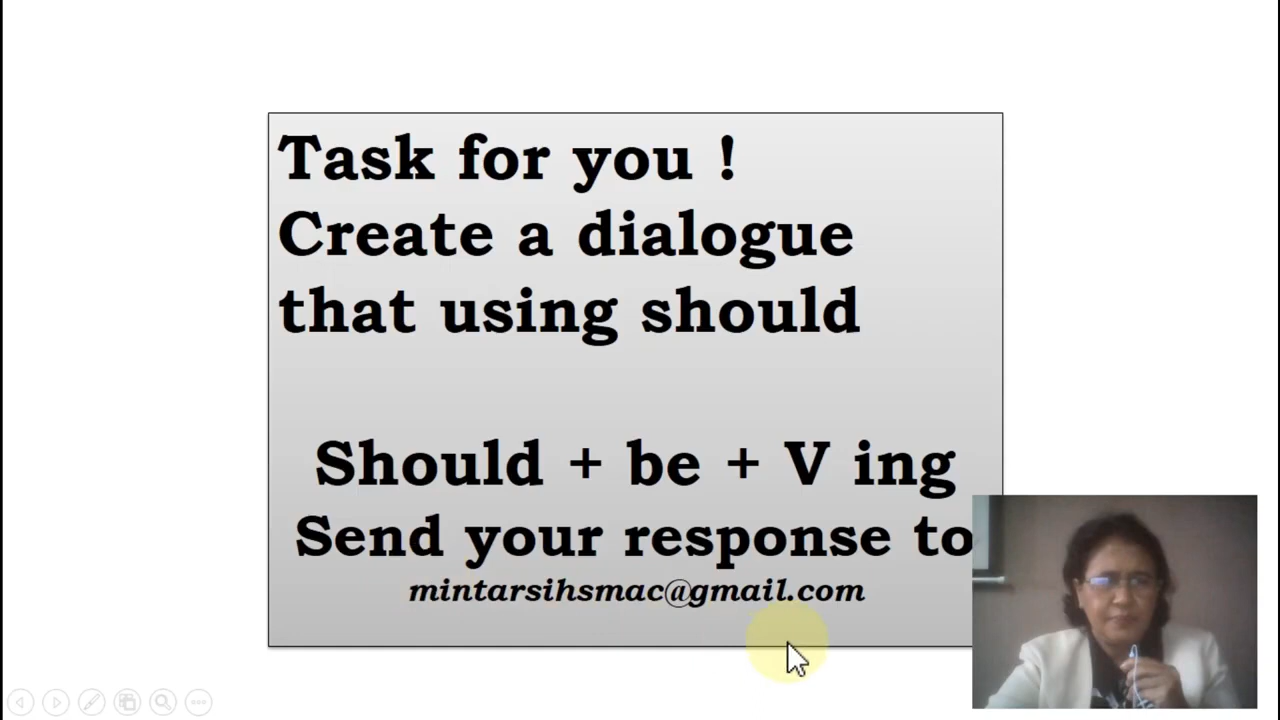 Task for you !
Create a dialogue
that using should
Should + be + V ing
Send your response to
mintarsihsmac@gmail.com